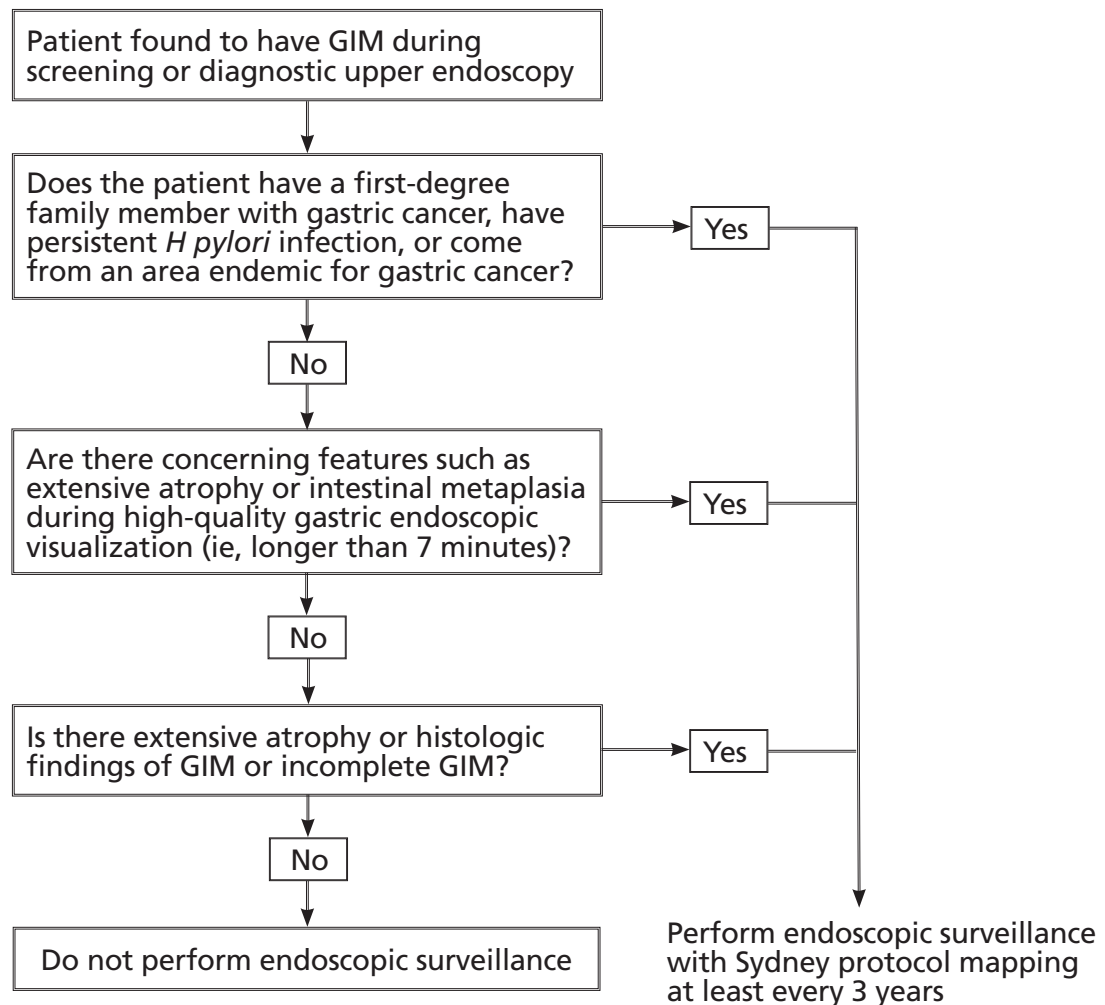 Patient found to have GIM during
screening or diagnostic upper endoscopy
Does the patient have a first-degree
family member with gastric cancer, have
persistent H pylori infection, or come
from an area endemic for gastric cancer?
Yes
No
Are there concerning features such as
extensive atrophy or intestinal metaplasia
during high-quality gastric endoscopic
visualization (ie, longer than 7 minutes)?
Yes
No
Is there extensive atrophy or histologic
findings of GIM or incomplete GIM?
Yes
No
Do not perform endoscopic surveillance
Perform endoscopic surveillance
with Sydney protocol mapping
at least every 3 years